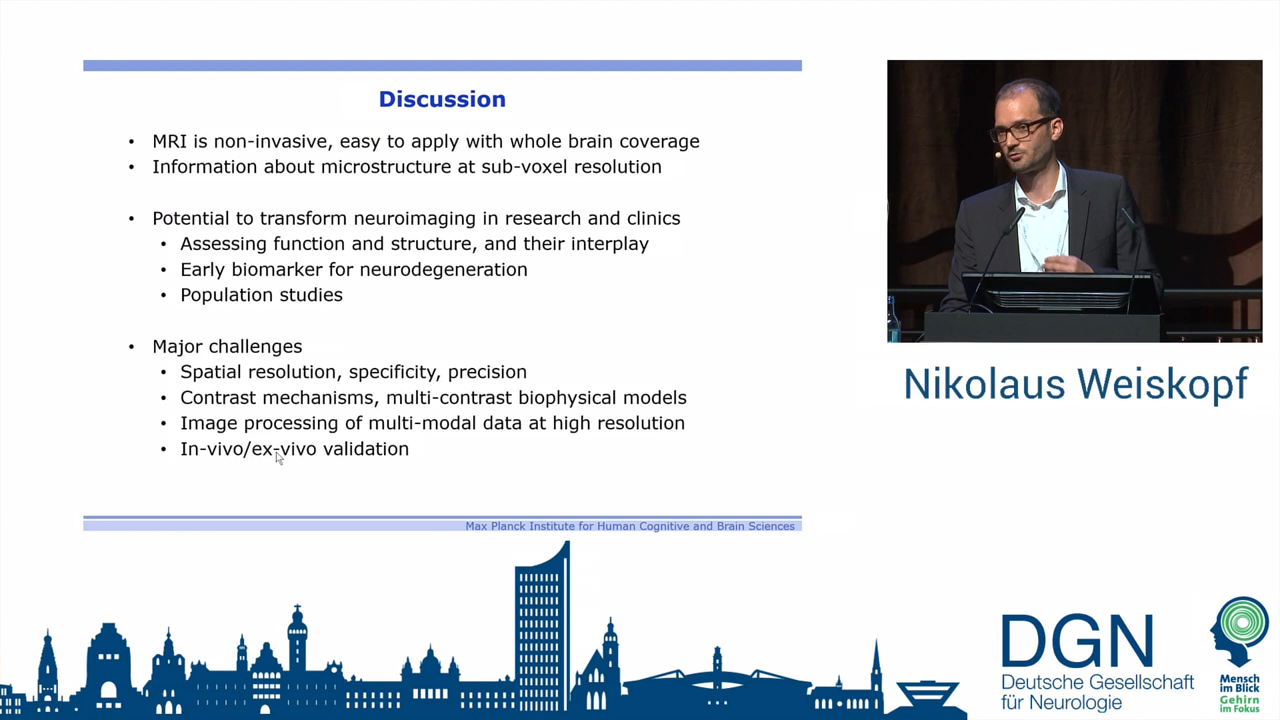 Discussion
• MRI is non-invasive, easy to apply with whole brain coverage
• Information about microstructure at sub-voxel resolution
• Potential to transform neuroimaging in research and clinics
• Assessing function and structure, and their interplay
• Early biomarker for neurodegeneration
• Population studies
• Major challenges
• Spatial resolution, specificity, precision
• Contrast mechanisms, multi-contrast biophysical models
• Image processing of multi-modal data at high resolution
• In-vivo/ex-vivo validation
Max Planck Institute for Human Cognitive and Brain Sciences
Nikolaus Weiskopf
DGN
Deutsche Gesellschaft
für Neurologie
Mensch
im Blick
Gehirn
im Fokus